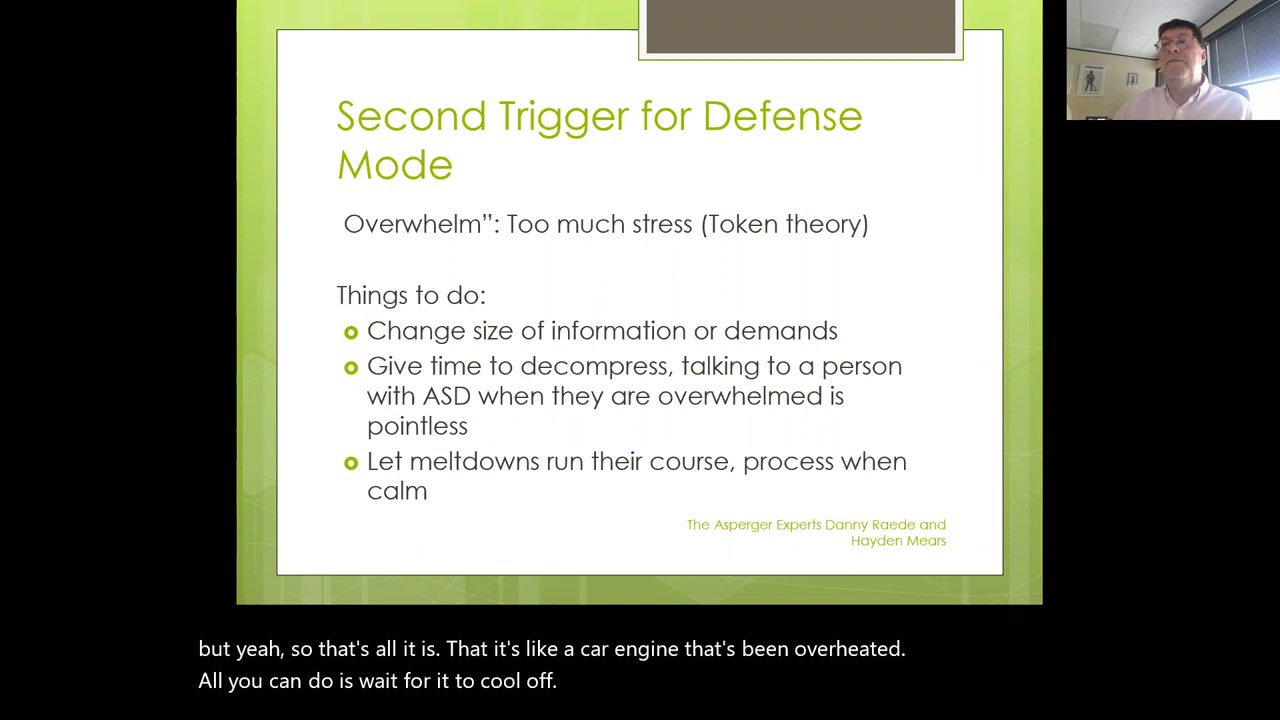 Second Trigger for Defense
Mode
Overwhelm”: Too much stress (Token theory)
Things to do:
Change size of information or demands
Give time to decompress, talking to a person
with ASD when they are overwhelmed is
pointless
Let meltdowns run their course, process when
calm
The Asperger Experts Danny Raede and
Hayden Mears
but yeah, so that's all it is. That it's like a car engine that's been overheated.
All you can do is wait for it to cool off.